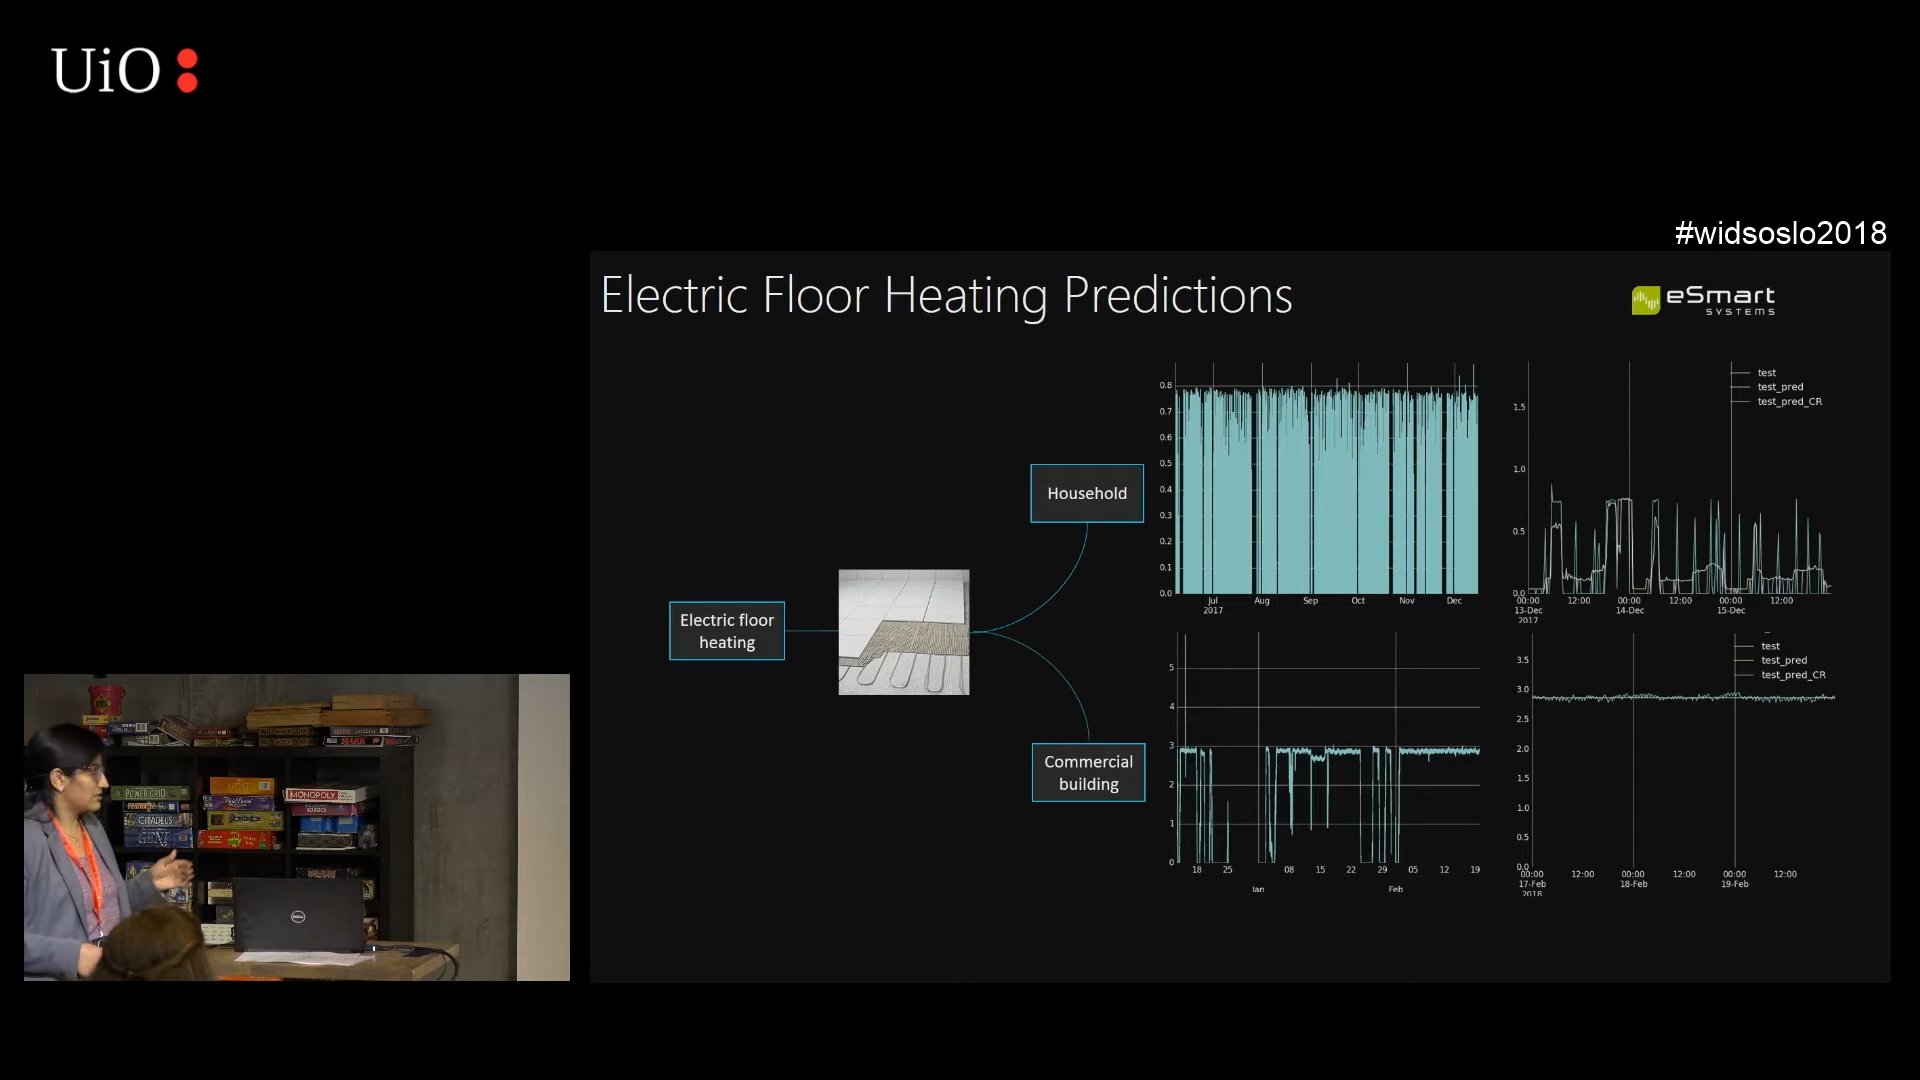 UiO
#widsoslo2018
Electric Floor Heating Predictions
eSmart
SYSTEMS
Electric floor
heating
Household
Commercial
building
0.8
0.7
0.6
0.5
0.4
0.3
0.2
0.1
0.0
Jul Aug Sep Oct Nov Dec
2017
test
test_pred
test_pred_CR
1.5
1.0
0.5
0.0
00:00 12:00 00:00 12:00 00:00 12:00
13-Dec 14-Dec 15-Dec
2017
5
4
3
2
1
0
18 25 08 15 22 29 05 12 19
Jan Feb
test
test_pred
test_pred_CR
3.5
3.0
2.5
2.0
1.5
1.0
0.5
0.0
00:00 12:00 00:00 12:00 00:00 12:00
17-Feb 18-Feb 19-Feb
2018
POWER GRID
CITADELS
MONOPOLY
DELL